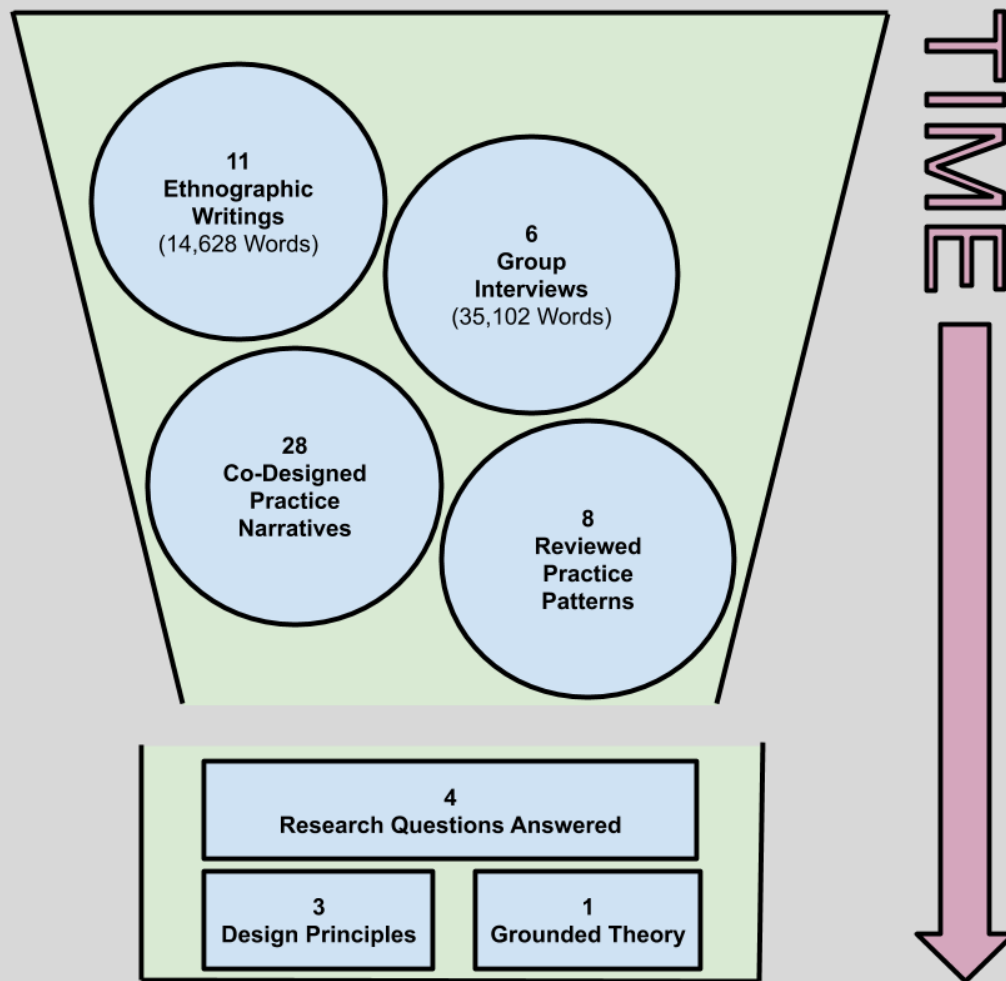 11
Ethnographic
Writings
(14,628 Words)
6
Group
Interviews
(35,102 Words)
28
Co-Designed
Practice
Narratives
8
Reviewed
Practice
Patterns
4
Research Questions Answered
3
Design Principles
1
Grounded Theory
TIME